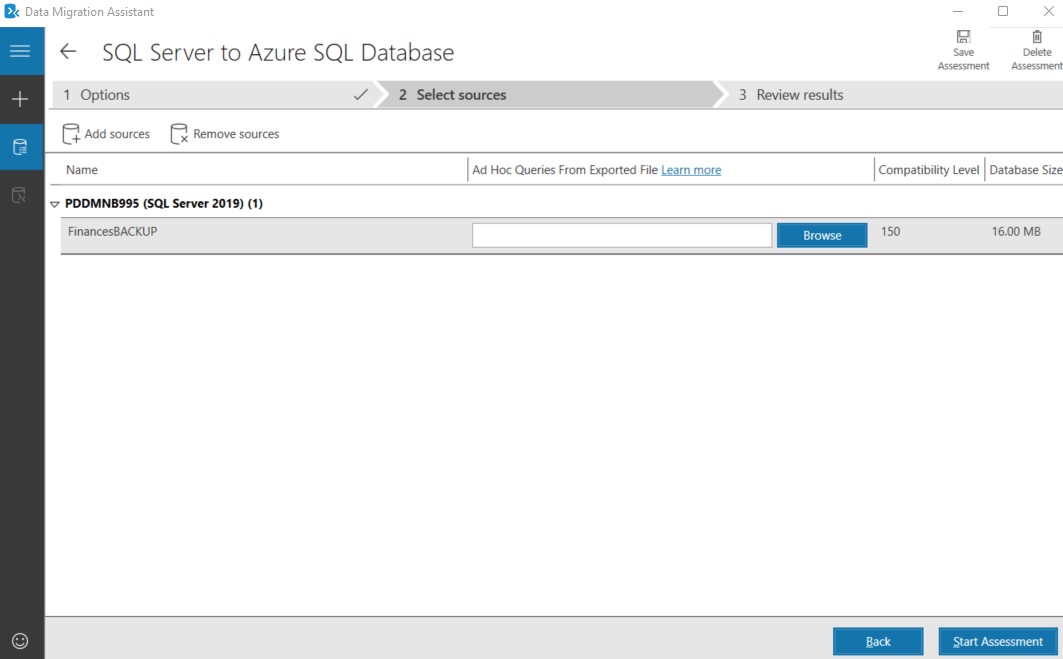 Data Migration Assistant
SQL Server to Azure SQL Database
Save Assessment
Delete Assessment
1 Options
2 Select sources
3 Review results
Add sources
Remove sources
Name
Ad Hoc Queries From Exported File Learn more
Compatibility Level
Database Size
PDDMNB995 (SQL Server 2019) (1)
FinancesBACKUP
Browse
150
16.00 MB
Back
Start Assessment